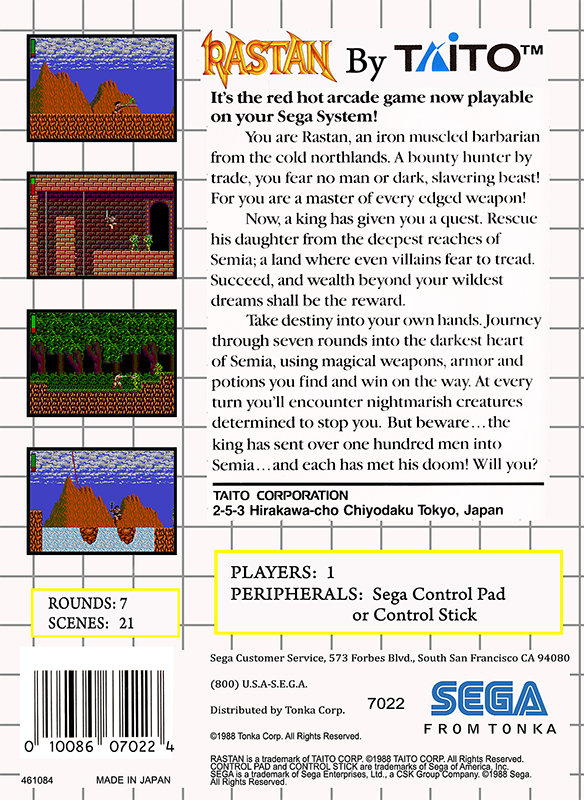 RASTAN By TAITO™
It's the red hot arcade game now playable
on your Sega System!
You are Rastan, an iron muscled barbarian
from the cold northlands. A bounty hunter by
trade, you fear no man or dark, slavering beast!
For you are a master of every edged weapon!
Now, a king has given you a quest. Rescue
his daughter from the deepest reaches of
Semia; a land where even villains fear to tread.
Succeed, and wealth beyond your wildest
dreams shall be the reward.
Take destiny into your own hands. Journey
through seven rounds into the darkest heart
of Semia, using magical weapons, armor and
potions you find and win on the way. At every
turn you'll encounter nightmarish creatures
determined to stop you. But beware...the
king has sent over one hundred men into
Semia...and each has met his doom! Will you?
TAITO CORPORATION
2-5-3 Hirakawa-cho Chiyodaku Tokyo, Japan
PLAYERS: 1
PERIPHERALS: Sega Control Pad
or Control Stick
ROUNDS: 7
SCENES: 21
Sega Customer Service, 573 Forbes Blvd., South San Francisco CA 94080
(800) U.S.A-S.E.G.A.
Distributed by Tonka Corp.
7022
SEGA
FROM TONKA
©1988 Tonka Corp. All Rights Reserved.
0 10086 07022 4
461084 MADE IN JAPAN
RASTAN is a trademark of TAITO CORP. ©1988 TAITO CORP. All Rights Reserved.
CONTROL PAD and CONTROL STICK are trademarks of Sega of America, Inc.
SEGA is a trademark of Sega Enterprises, Ltd., a CSK Group Company. ©1988 Sega.
All Rights Reserved.